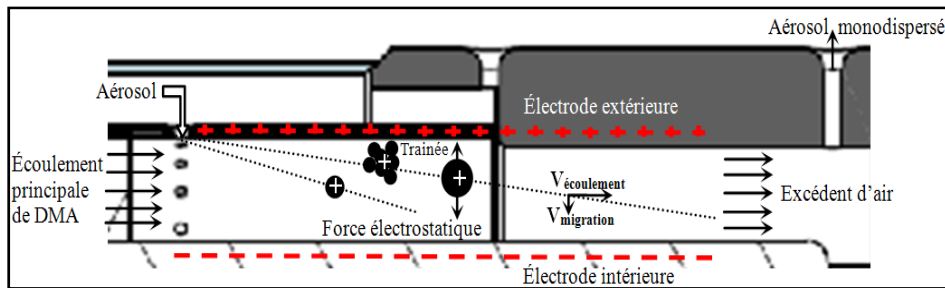 Aérosol monodispersé
Aérosol
Électrode extérieure
Écoulement
principale
de DMA
Trainée
Force électrostatique
Vécoulement
Vmigration
Excédent d'air
Électrode intérieure